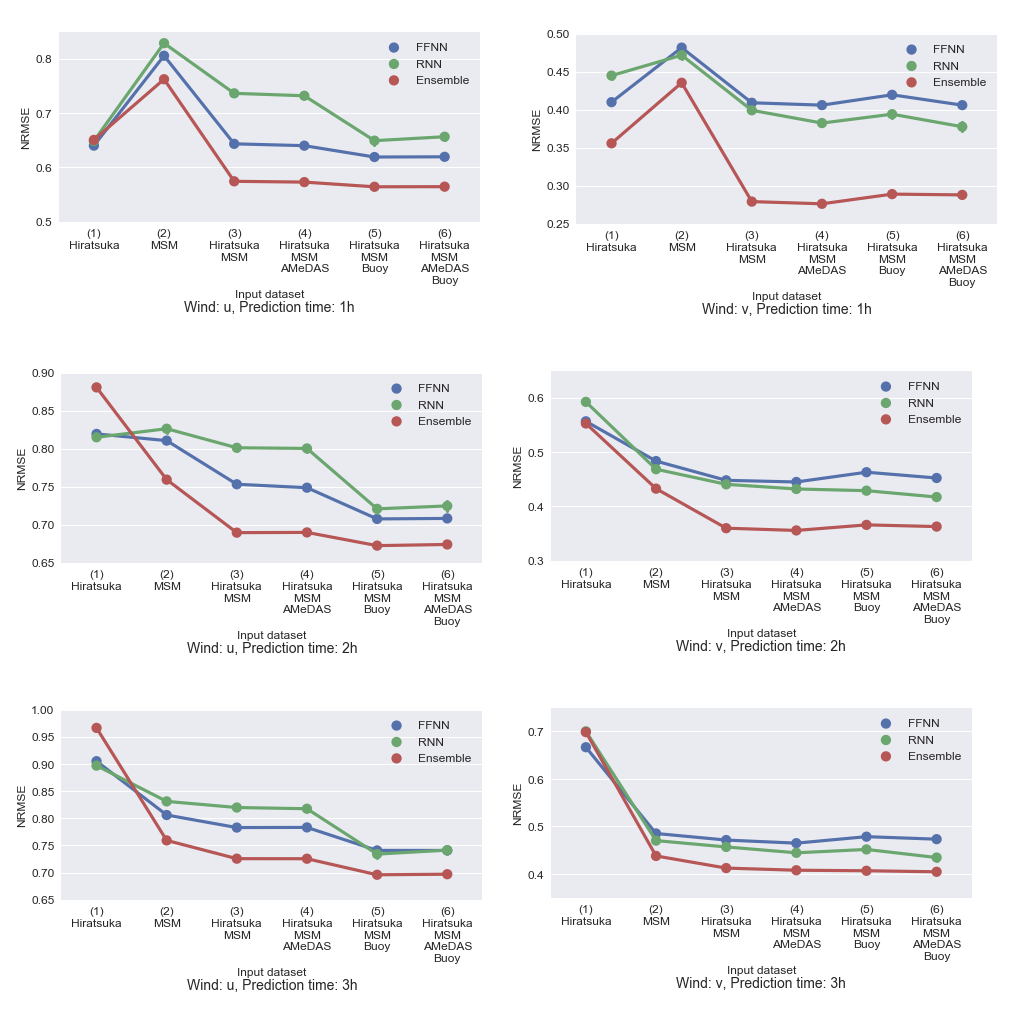 0.8
0.7
0.6
0.5
NRMSE
FFNN
RNN
Ensemble
(1) (2) (3) (4) (5) (6)
Hiratsuka MSM Hiratsuka Hiratsuka Hiratsuka Hiratsuka
MSM MSM MSM MSM
AMeDAS Buoy AMeDAS
Buoy
Input dataset
Wind: u, Prediction time: 1h
0.50
0.45
0.40
0.35
0.30
0.25
NRMSE
FFNN
RNN
Ensemble
(1) (2) (3) (4) (5) (6)
Hiratsuka MSM Hiratsuka Hiratsuka Hiratsuka Hiratsuka
MSM MSM MSM MSM
AMeDAS Buoy AMeDAS
Buoy
Input dataset
Wind: v, Prediction time: 1h
0.90
0.85
0.80
0.75
0.70
0.65
NRMSE
FFNN
RNN
Ensemble
(1) (2) (3) (4) (5) (6)
Hiratsuka MSM Hiratsuka Hiratsuka Hiratsuka Hiratsuka
MSM MSM MSM MSM
AMeDAS Buoy AMeDAS
Buoy
Input dataset
Wind: u, Prediction time: 2h
0.6
0.5
0.4
0.3
NRMSE
FFNN
RNN
Ensemble
(1) (2) (3) (4) (5) (6)
Hiratsuka MSM Hiratsuka Hiratsuka Hiratsuka Hiratsuka
MSM MSM MSM MSM
AMeDAS Buoy AMeDAS
Buoy
Input dataset
Wind: v, Prediction time: 2h
1.00
0.95
0.90
0.85
0.80
0.75
0.70
0.65
NRMSE
FFNN
RNN
Ensemble
(1) (2) (3) (4) (5) (6)
Hiratsuka MSM Hiratsuka Hiratsuka Hiratsuka Hiratsuka
MSM MSM MSM MSM
AMeDAS Buoy AMeDAS
Buoy
Input dataset
Wind: u, Prediction time: 3h
0.7
0.6
0.5
0.4
NRMSE
FFNN
RNN
Ensemble
(1) (2) (3) (4) (5) (6)
Hiratsuka MSM Hiratsuka Hiratsuka Hiratsuka Hiratsuka
MSM MSM MSM MSM
AMeDAS Buoy AMeDAS
Buoy
Input dataset
Wind: v, Prediction time: 3h